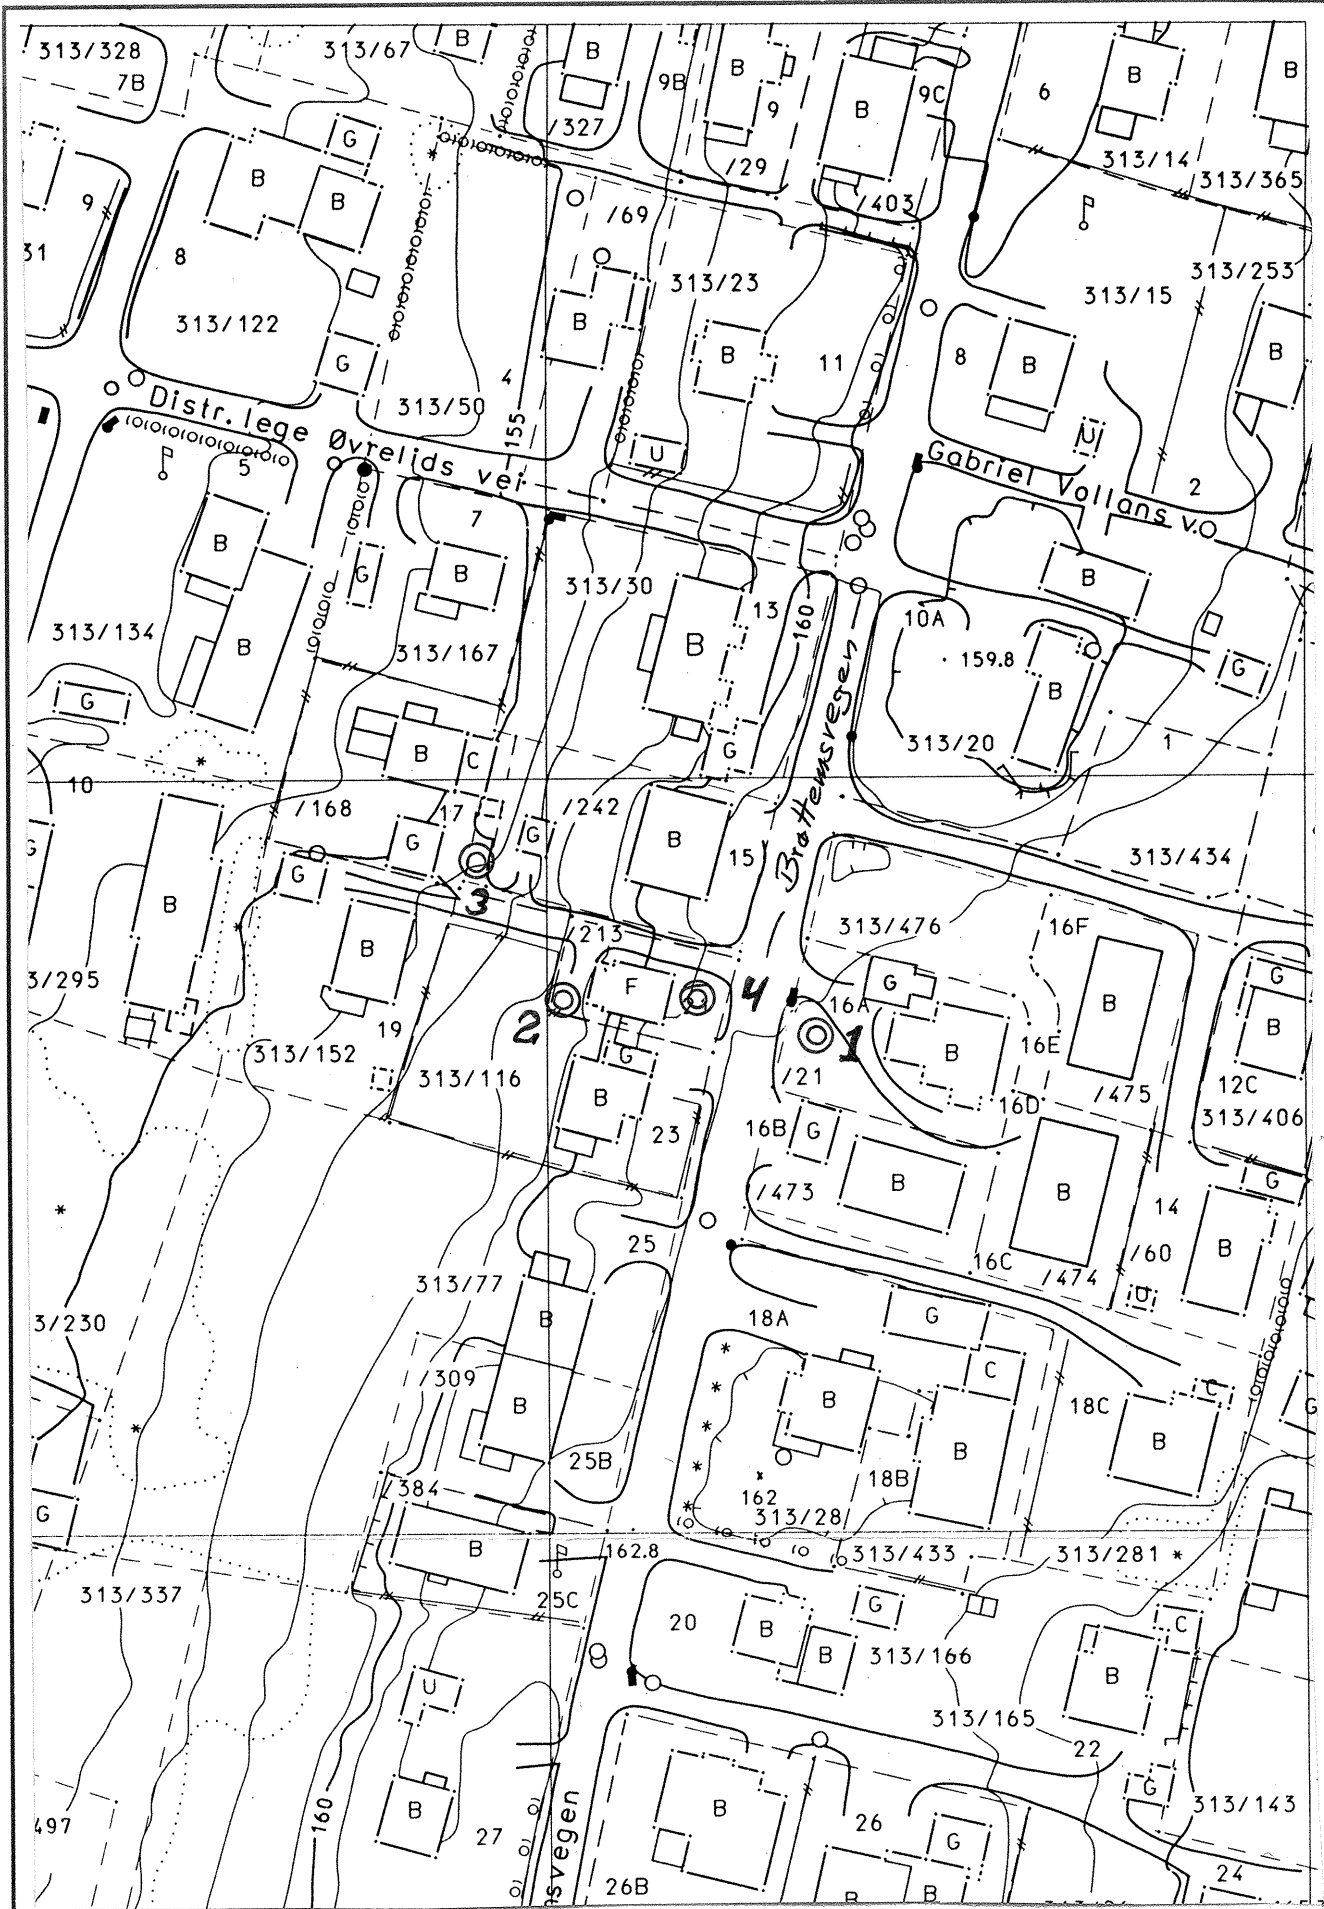 313/328
7B
313/67
B
B
9B
B
9
B
9C
6
B
B
/327
/29
/403
313/14
313/365
G
B
B
9
31
8
313/122
G
/69
313/23
313/15
313/253
B
B
11
8
B
B
4
313/50
155
U
U
2
Distr.lege Øvrelids vei
Gabriel Vollans v.
5
7
B
G
B
313/30
13
160
10A
B
313/134
B
313/167
B
159.8
B
G
G
B
C
G
313/20
1
Brøttemsvegen
10
/168
17
/242
B
15
G
G
G
G
313/434
3
B
B
/213
313/476
16F
3/295
F
4
16A
G
B
G
2
19
1
B
16E
B
313/152
313/116
G
/21
/475
12C
B
23
16B
G
16D
313/406
/473
B
B
G
14
25
16C
/474
/60
B
313/77
U
3/230
B
18A
G
/309
C
C
B
B
B
18C
B
25B
18B
G
/384
162
313/28
G
B
162.8
313/433
313/281
313/337
25C
20
B
G
C
B
313/166
B
U
313/165
22
G
B
B
313/143
497
160
27
26
G
svegen
26B
B
B
24